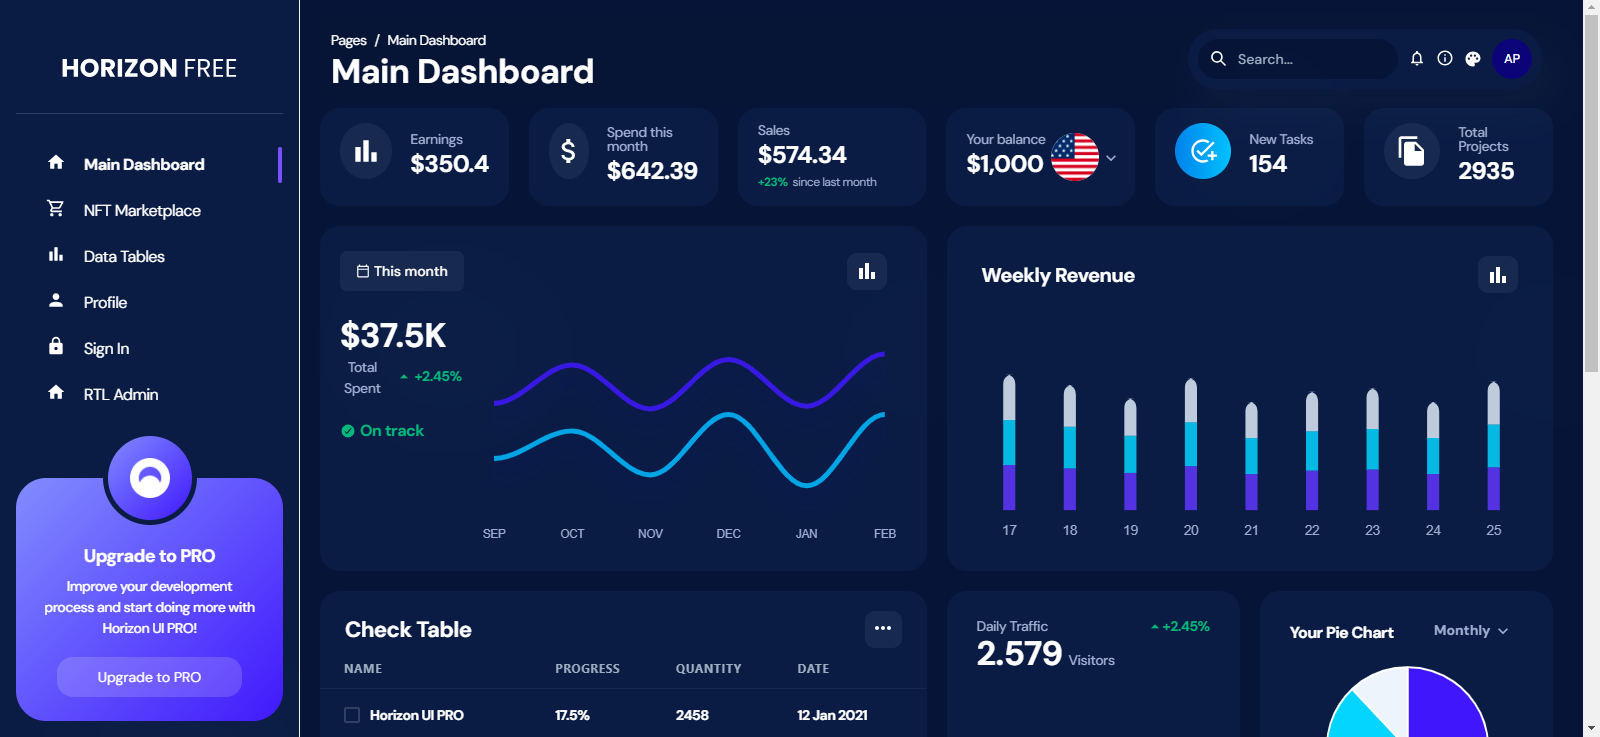 HORIZON FREE
Main Dashboard
NFT Marketplace
Data Tables
Profile
Sign In
RTL Admin
Upgrade to PRO
Improve your development
process and start doing more with
Horizon UI PRO!
Upgrade to PRO
Pages / Main Dashboard
Main Dashboard
Search...
AP
Earnings
$350.4
Spend this
month
$642.39
Sales
$574.34
+23% since last month
Your balance
$1,000
New Tasks
154
Total
Projects
2935
This month
$37.5K
Total
Spent
+2.45%
On track
SEP OCT NOV DEC JAN FEB
Weekly Revenue
17 18 19 20 21 22 23 24 25
Check Table
NAME PROGRESS QUANTITY DATE
Horizon UI PRO 17.5% 2458 12 Jan 2021
Daily Traffic
+2.45%
2.579 Visitors
Your Pie Chart
Monthly